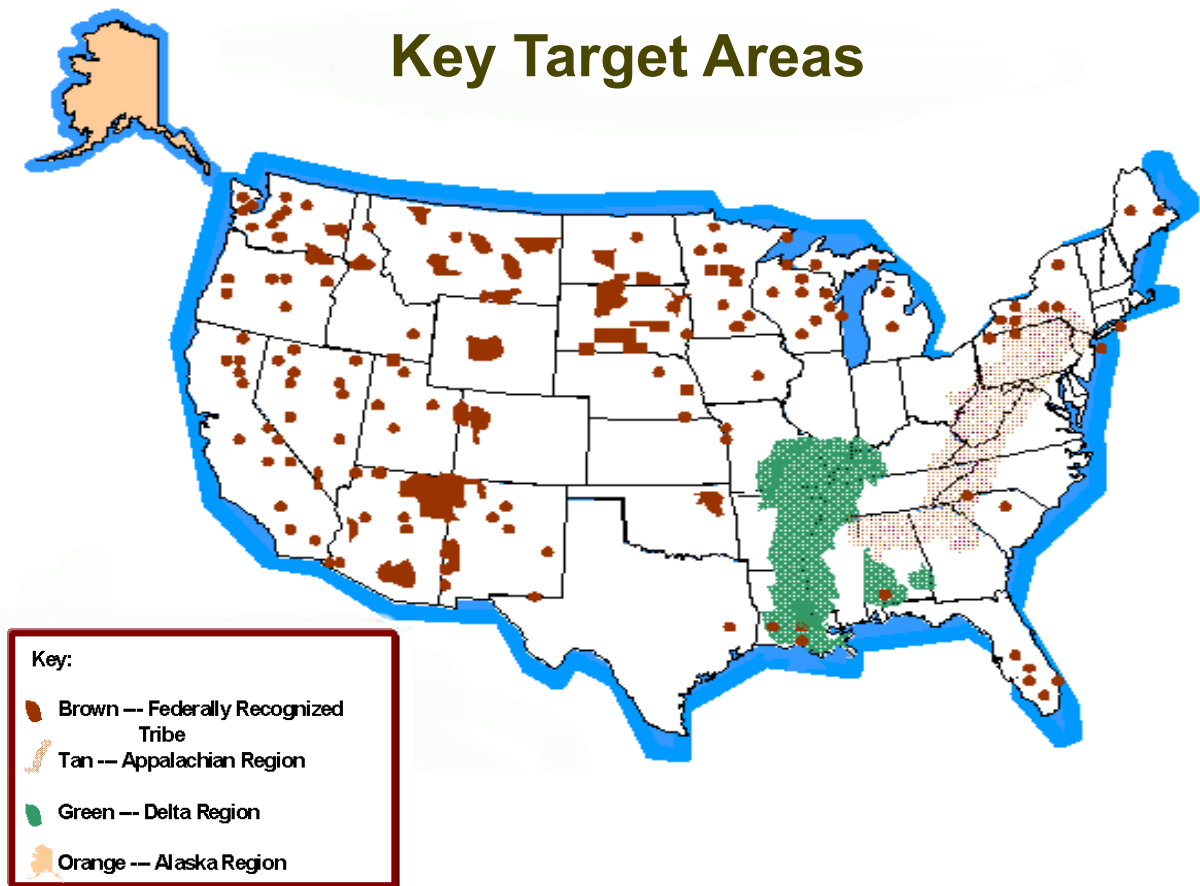 Key Target Areas
Key:
Brown --- Federally Recognized
Tribe
Tan --- Appalachian Region
Green --- Delta Region
Orange --- Alaska Region